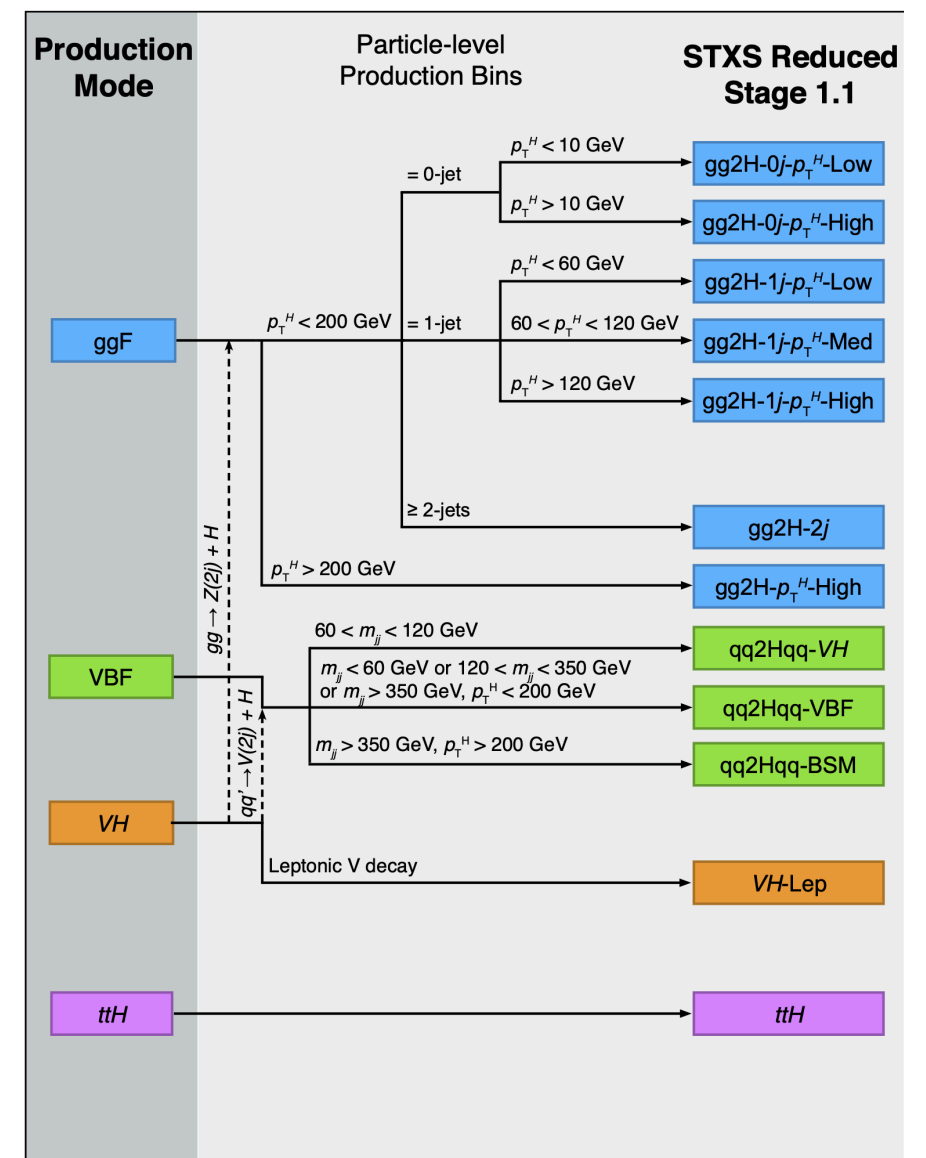 Production
Mode
Particle-level
Production Bins
STXS Reduced
Stage 1.1
ggF
p_T^H < 200 GeV
= 0-jet
p_T^H < 10 GeV
gg2H-0j-p_T^H-Low
p_T^H > 10 GeV
gg2H-0j-p_T^H-High
= 1-jet
p_T^H < 60 GeV
gg2H-1j-p_T^H-Low
60 < p_T^H < 120 GeV
gg2H-1j-p_T^H-Med
p_T^H > 120 GeV
gg2H-1j-p_T^H-High
≥ 2-jets
gg2H-2j
p_T^H > 200 GeV
gg2H-p_T^H-High
gg → Z(2j) + H
VBF
60 < m_jj < 120 GeV
qq2Hqq-VH
m_jj < 60 GeV or 120 < m_jj < 350 GeV
or m_jj > 350 GeV, p_T^H < 200 GeV
qq2Hqq-VBF
m_jj > 350 GeV, p_T^H > 200 GeV
qq2Hqq-BSM
qq' → V(2j) + H
VH
Leptonic V decay
VH-Lep
ttH
ttH